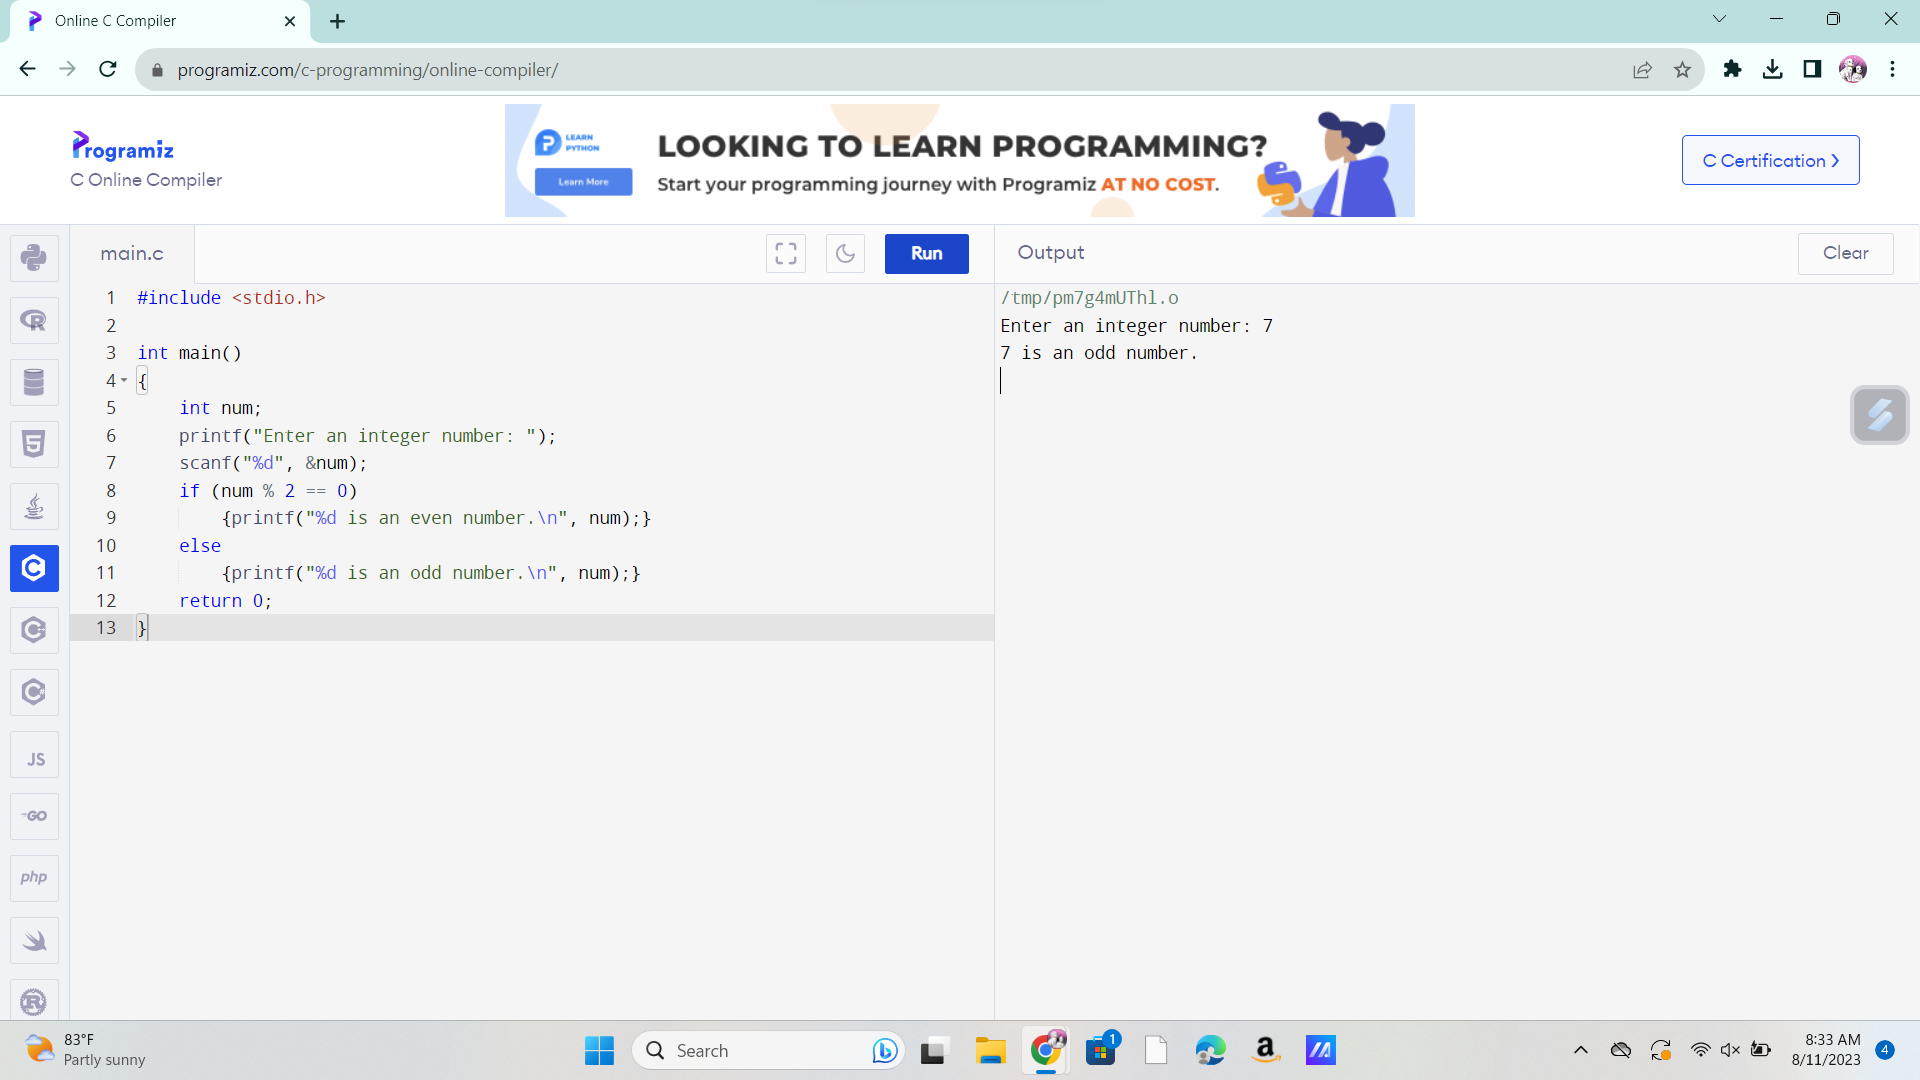 Online C Compiler
programiz.com/c-programming/online-compiler/
Programiz
C Online Compiler
LEARN
PYTHON
Learn More
LOOKING TO LEARN PROGRAMMING?
Start your programming journey with Programiz AT NO COST.
C Certification
main.c
Run
Output
Clear
1 #include <stdio.h>
2
3 int main()
4 {
5     int num;
6     printf("Enter an integer number: ");
7     scanf("%d", &num);
8     if (num % 2 == 0)
9         {printf("%d is an even number.\n", num);}
10     else
11         {printf("%d is an odd number.\n", num);}
12     return 0;
13 }
/tmp/pm7g4mUThl.o
Enter an integer number: 7
7 is an odd number.
R
5
C
C
C
JS
GO
php
R
83°F
Partly sunny
Search
1
a
8:33 AM
8/11/2023
4